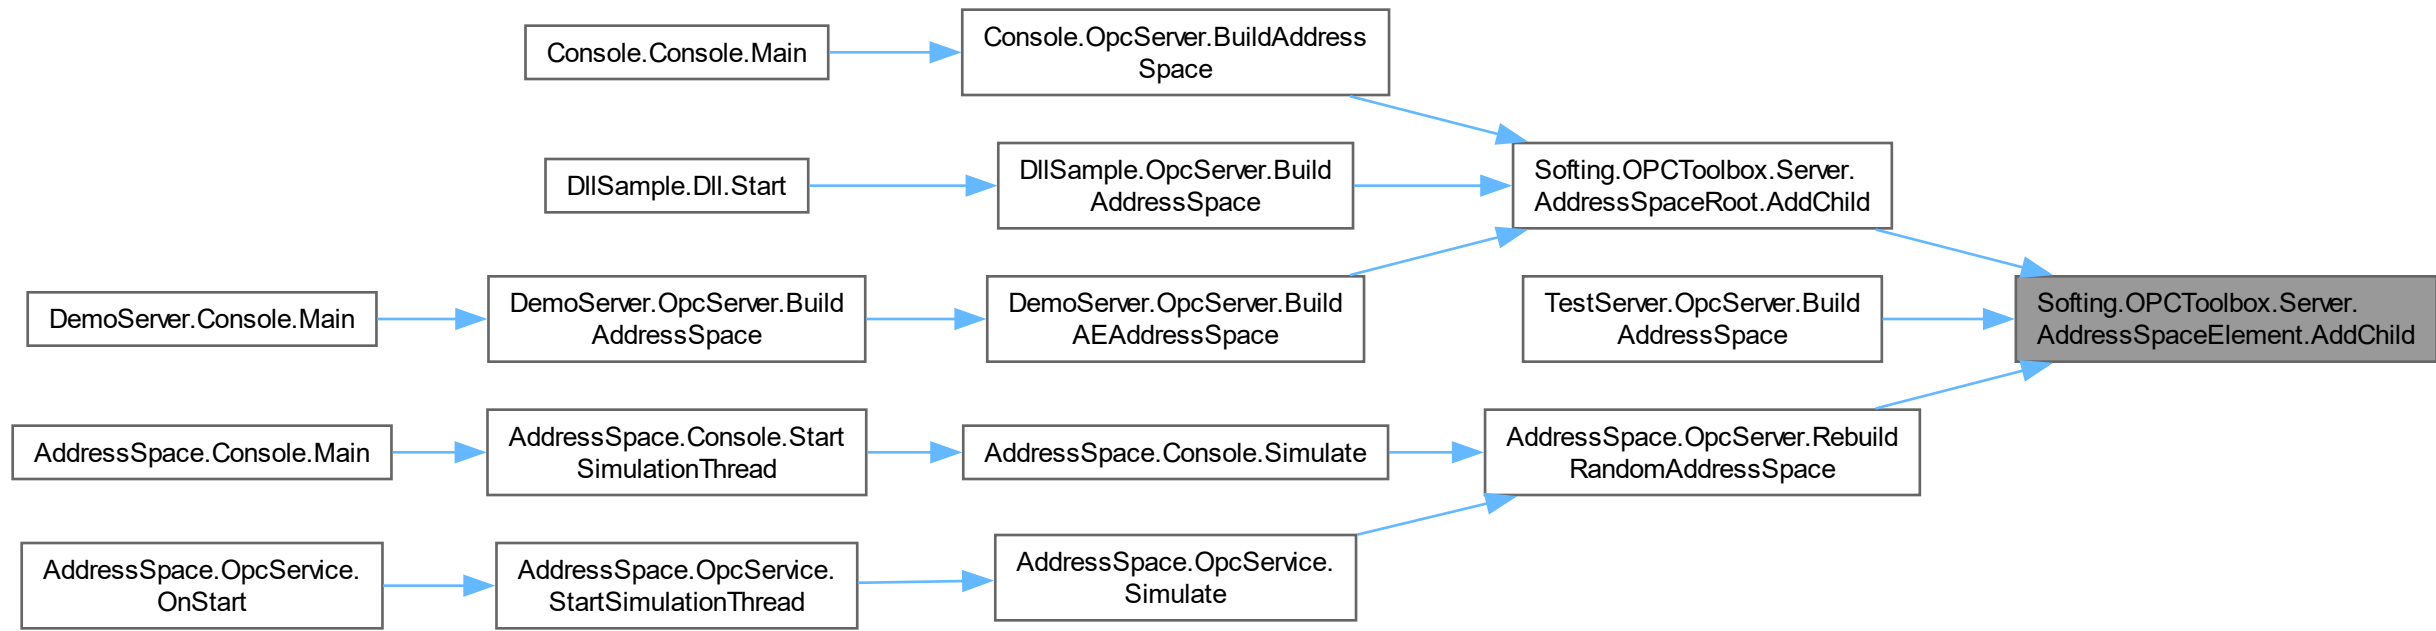 Console.Console.Main
Console.OpcServer.BuildAddress
Space
DllSample.Dll.Start
DllSample.OpcServer.Build
AddressSpace
Softing.OPCToolbox.Server.
AddressSpaceRoot.AddChild
DemoServer.Console.Main
DemoServer.OpcServer.Build
AddressSpace
DemoServer.OpcServer.Build
AEAddressSpace
TestServer.OpcServer.Build
AddressSpace
Softing.OPCToolbox.Server.
AddressSpaceElement.AddChild
AddressSpace.Console.Main
AddressSpace.Console.Start
SimulationThread
AddressSpace.Console.Simulate
AddressSpace.OpcServer.Rebuild
RandomAddressSpace
AddressSpace.OpcService.
OnStart
AddressSpace.OpcService.
StartSimulationThread
AddressSpace.OpcService.
Simulate